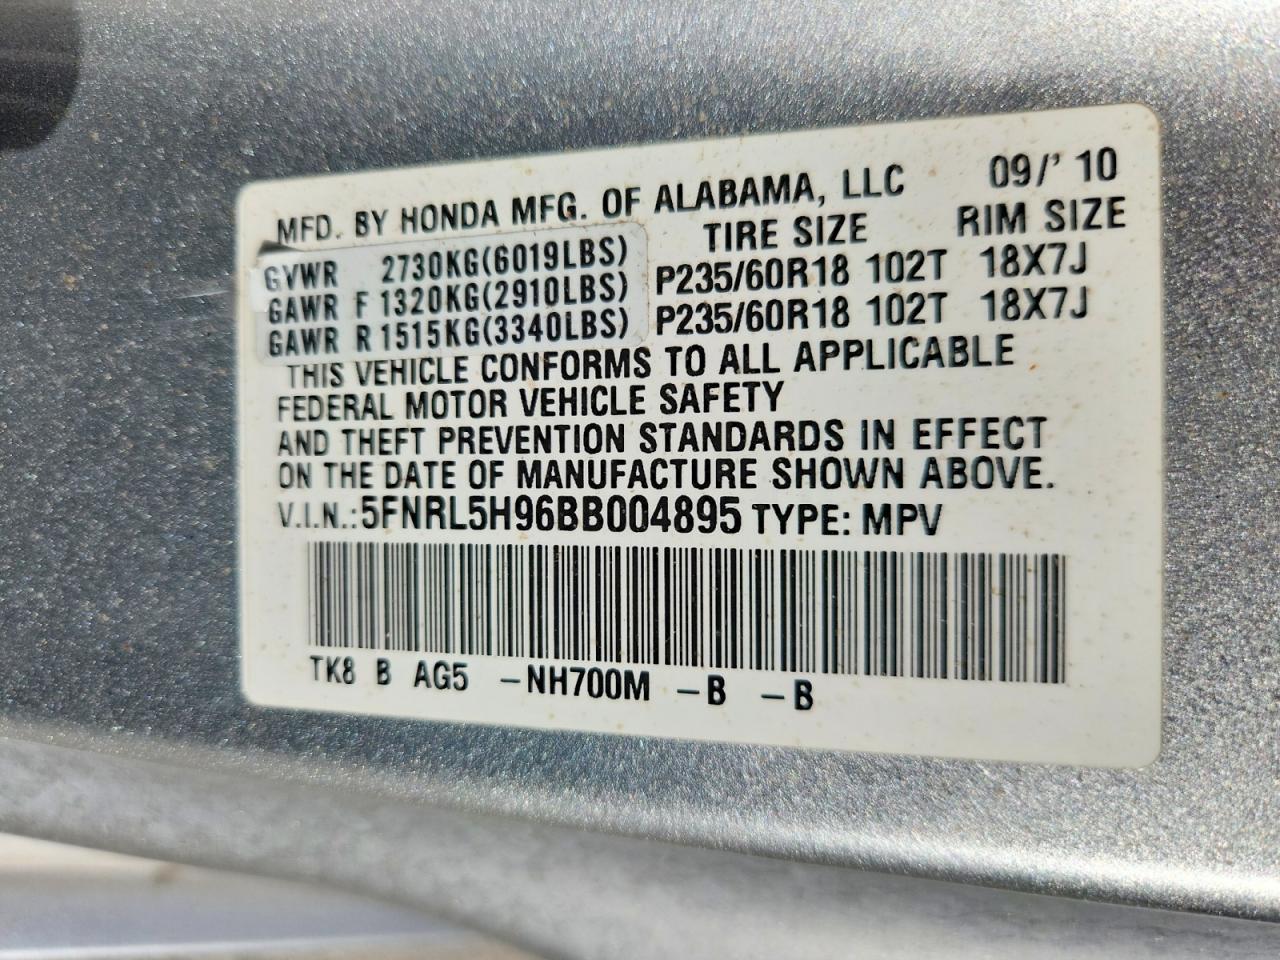 MFD. BY HONDA MFG. OF ALABAMA, LLC 09/' 10
TIRE SIZE RIM SIZE
GVWR 2730KG(6019LBS)
GAWR F 1320KG(2910LBS) P235/60R18 102T 18X7J
GAWR R 1515KG(3340LBS) P235/60R18 102T 18X7J
THIS VEHICLE CONFORMS TO ALL APPLICABLE
FEDERAL MOTOR VEHICLE SAFETY
AND THEFT PREVENTION STANDARDS IN EFFECT
ON THE DATE OF MANUFACTURE SHOWN ABOVE.
V.I.N.:5FNRL5H96BB004895 TYPE: MPV
TK8 B AG5 -NH700M -B -B